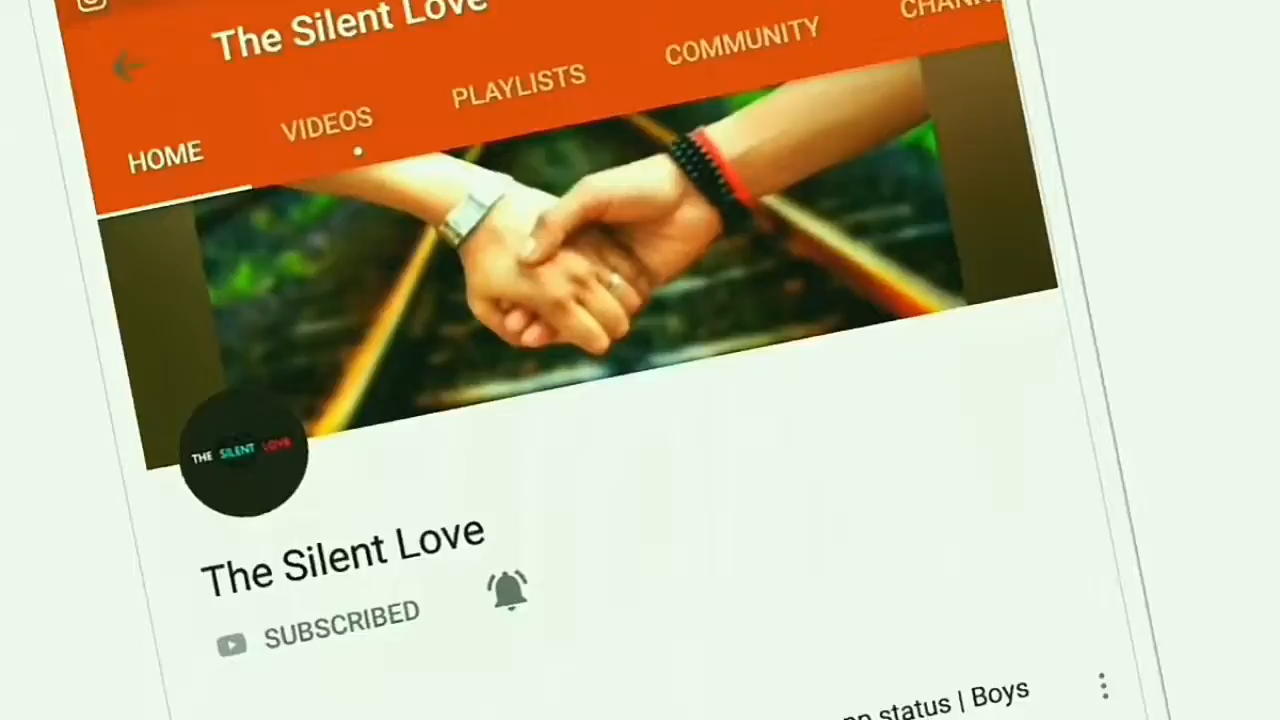 The Silent Love
HOME VIDEOS PLAYLISTS COMMUNITY
THE SILENT LOVE
The Silent Love
SUBSCRIBED
status | Boys